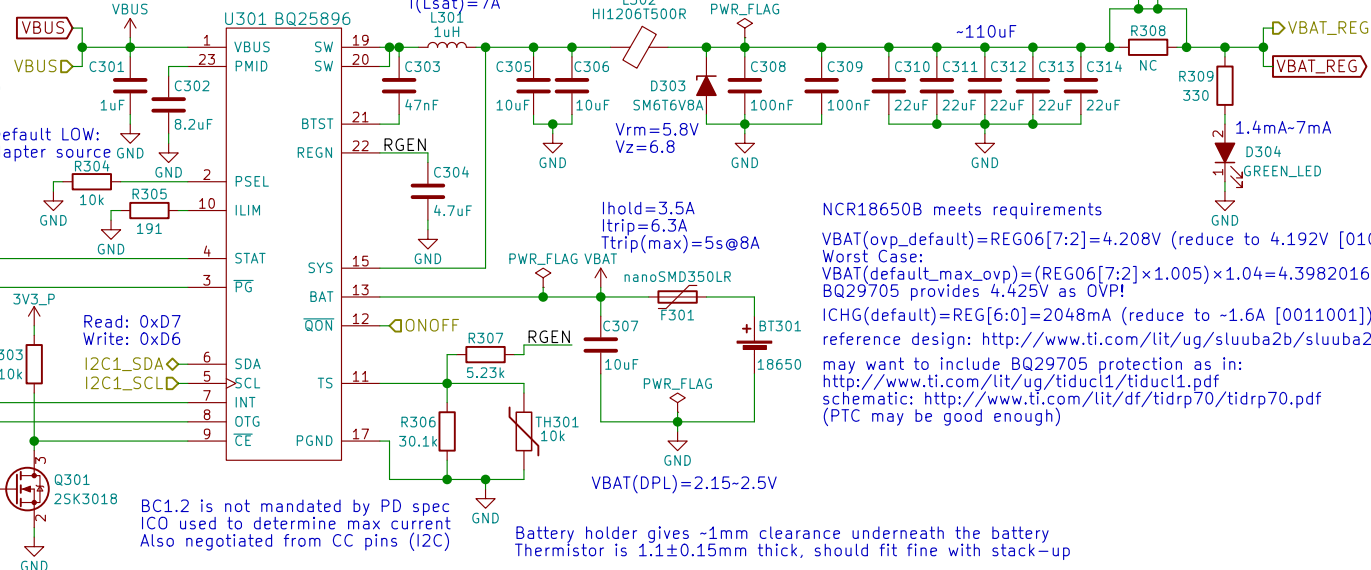 I(Lsat)=7A
VBUS
U301 BQ25896
L301
1uH
HI1206T500R
PWR_FLAG
~110uF
R308
NC
VBAT_REG
VBAT_REG
VBUS
VBUS
1 VBUS
23 PMID
SW 19
SW 20
BTST 21
REGN 22
RGEN
C301
1uF
GND
C302
8.2uF
GND
C303
47nF
C304
4.7uF
GND
C305
10uF
C306
10uF
GND
D303
SM6T6V8A
Vrm=5.8V
Vz=6.8
C308
100nF
C309
100nF
GND
C310
22uF
C311
22uF
C312
22uF
C313
22uF
C314
22uF
GND
R309
330
1.4mA~7mA
2
D304
1
GREEN_LED
GND
efault LOW:
apter source
R304
10k
GND
2 PSEL
R305
191
GND
10 ILIM
4 STAT
3 PG
SYS 15
BAT 13
QON 12
ONOFF
Ihold=3.5A
Itrip=6.3A
Ttrip(max)=5s@8A
PWR_FLAG VBAT
nanoSMD350LR
F301
C307
10uF
BT301
18650
PWR_FLAG
GND
VBAT(DPL)=2.15~2.5V
3V3_P
303
10k
Read: 0xD7
Write: 0xD6
I2C1_SDA
I2C1_SCL
6 SDA
5 SCL
7 INT
8 OTG
9 CE
TS 11
PGND 17
R307
5.23k
RGEN
R306
30.1k
TH301
10k
GND
3
Q301
2SK3018
2
GND
NCR18650B meets requirements
VBAT(ovp_default)=REG06[7:2]=4.208V (reduce to 4.192V [010
Worst Case:
VBAT(default_max_ovp)=(REG06[7:2]×1.005)×1.04=4.3982016
BQ29705 provides 4.425V as OVP!
ICHG(default)=REG[6:0]=2048mA (reduce to ~1.6A [0011001])
reference design: http://www.ti.com/lit/ug/sluuba2b/sluuba2
may want to include BQ29705 protection as in:
http://www.ti.com/lit/ug/tiducl1/tiducl1.pdf
schematic: http://www.ti.com/lit/df/tidrp70/tidrp70.pdf
(PTC may be good enough)
BC1.2 is not mandated by PD spec
ICO used to determine max current
Also negotiated from CC pins (I2C)
Battery holder gives ~1mm clearance underneath the battery
Thermistor is 1.1±0.15mm thick, should fit fine with stack-up